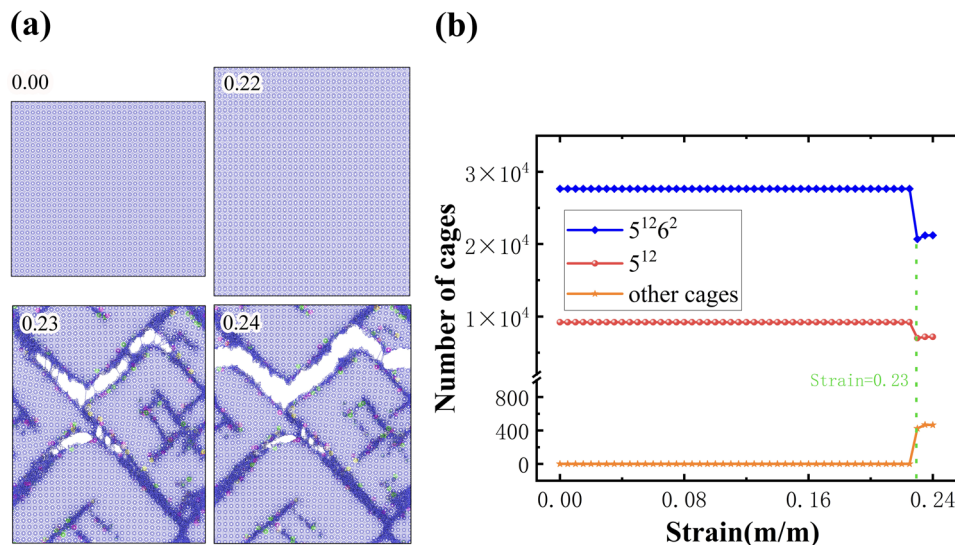 (a)
(b)
0.00
0.22
0.23
0.24
Number of cages
3×10⁴
2×10⁴
1×10⁴
800
400
0
5¹²6²
5¹²
other cages
Strain=0.23
0.00
0.08
0.16
0.24
Strain(m/m)